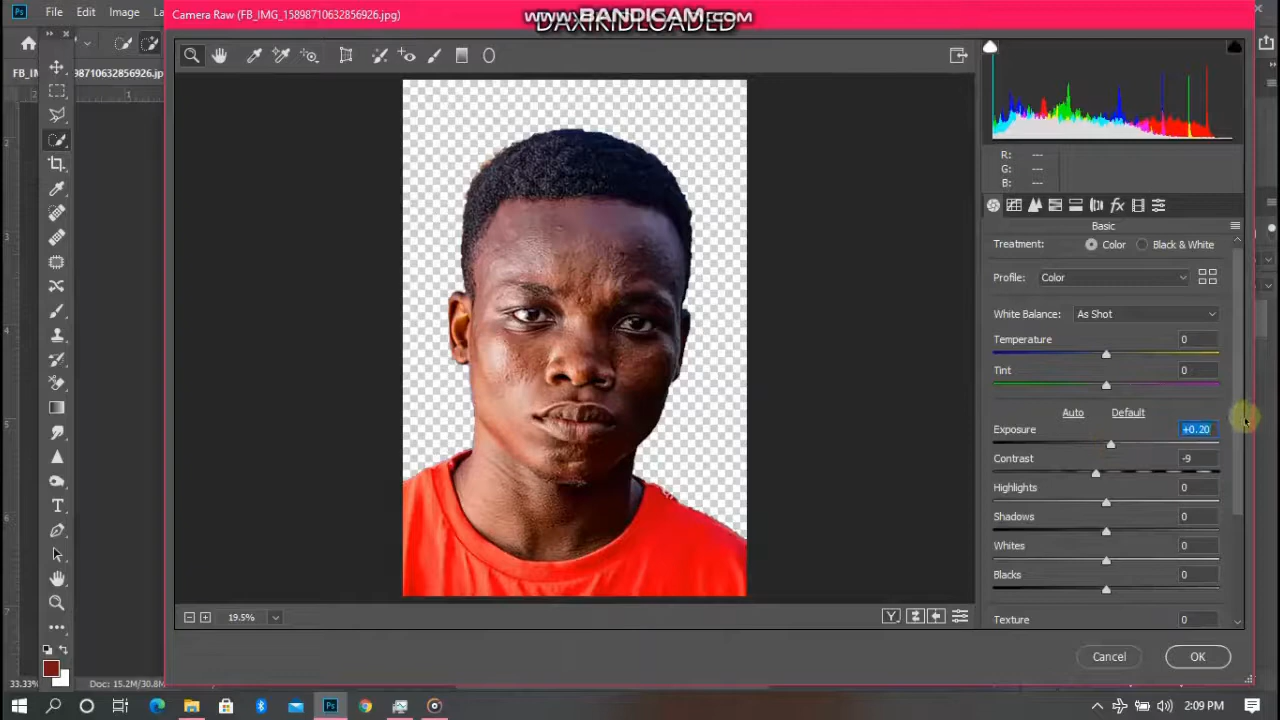 File Edit Image
Camera Raw (FB_IMG_15898710632856926.jpg)
www.BANDICAM.com
DAXIKIDLOADED
98710632856926.jp
R: ---
G: ---
B: ---
Basic
Treatment: Color Black & White
Profile: Color
White Balance: As Shot
Temperature 0
Tint 0
Auto Default
Exposure +0.20
Contrast -9
Highlights 0
Shadows 0
Whites 0
Blacks 0
Texture 0
19.5%
Y
Cancel OK
33.33%
Doc: 15.2M/30.8M
2:09 PM